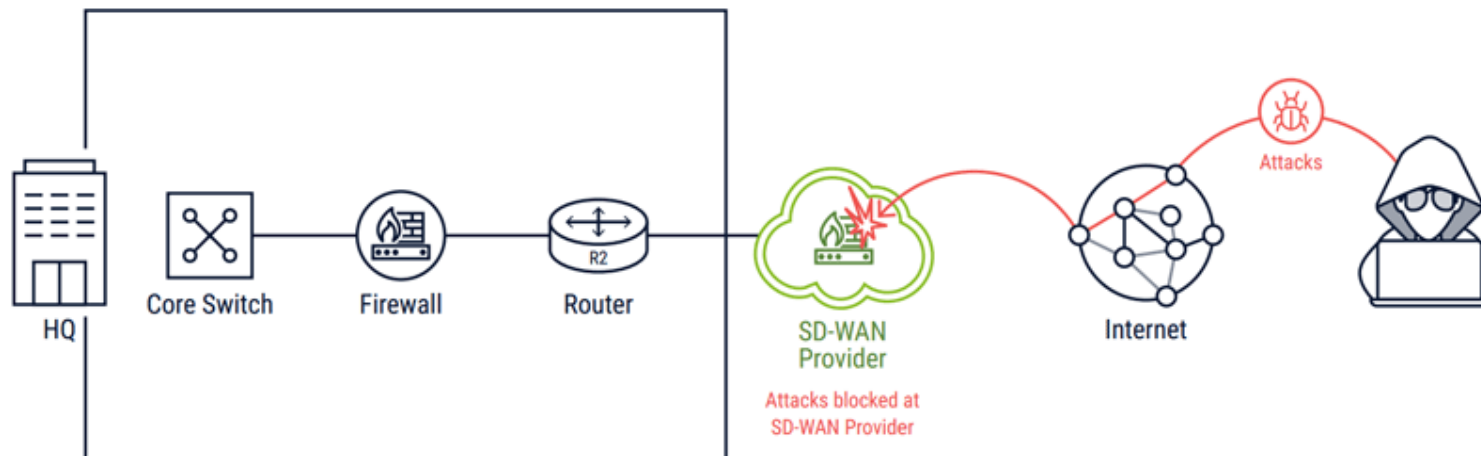 Attacks
R2
Core Switch
Firewall
Router
HQ
SD-WAN
Provider
Internet
Attacks blocked at
SD-WAN Provider